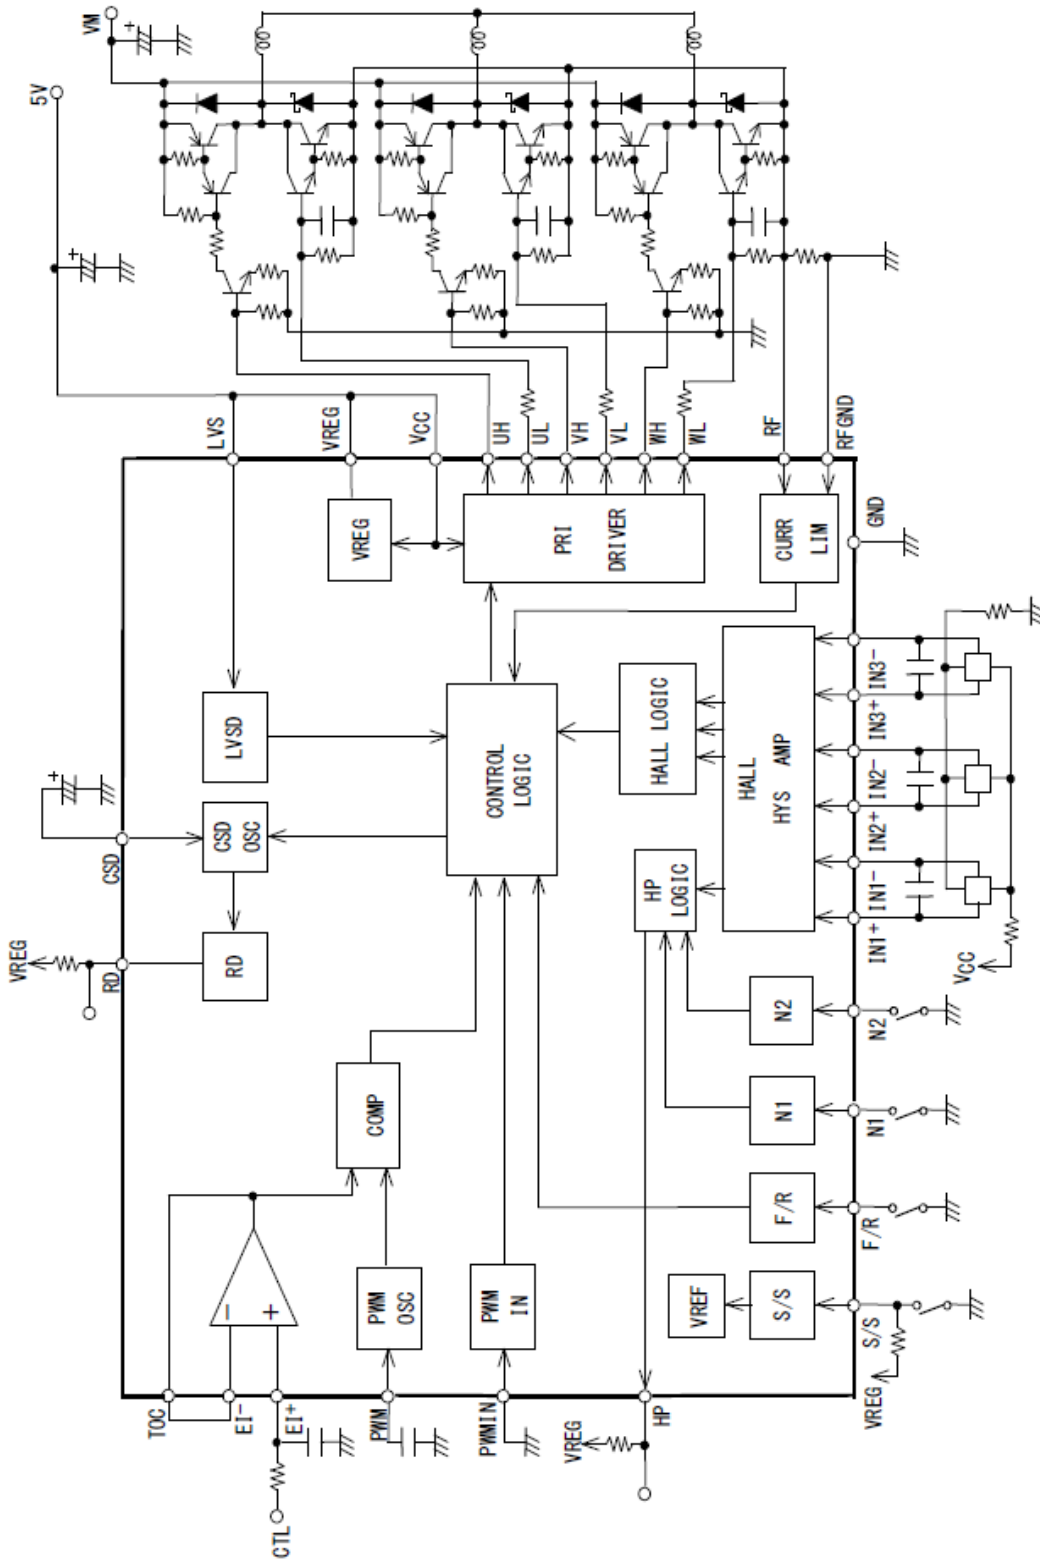 VM
5V
LVS
VREG
VCC
UH
UL
VH
VL
WH
WL
RF
RFGND
VREG
PRI
DRIVER
CURR
LIM
GND
LVSD
CONTROL
LOGIC
HALL LOGIC
HALL
HYS AMP
IN3-
IN3+
IN2-
IN2+
IN1-
IN1+
VCC
CSD
CSD
OSC
HP
LOGIC
VREG
RD
RD
N2
N2
COMP
N1
N1
F/R
F/R
-
+
PWM
OSC
PWM
IN
VREF
S/S
S/S
VREG
TOC
EI-
EI+
PWM
PWMIN
HP
VREG
CTL
+
+
+